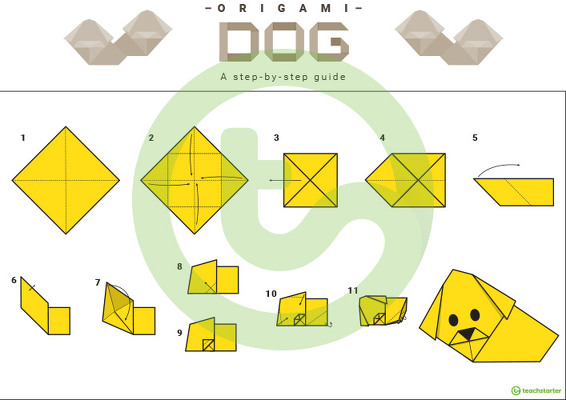 –ORIGAMI–
DOG
A step-by-step guide
1
2
3
4
5
6
7
8
9
10
11
teachstarter